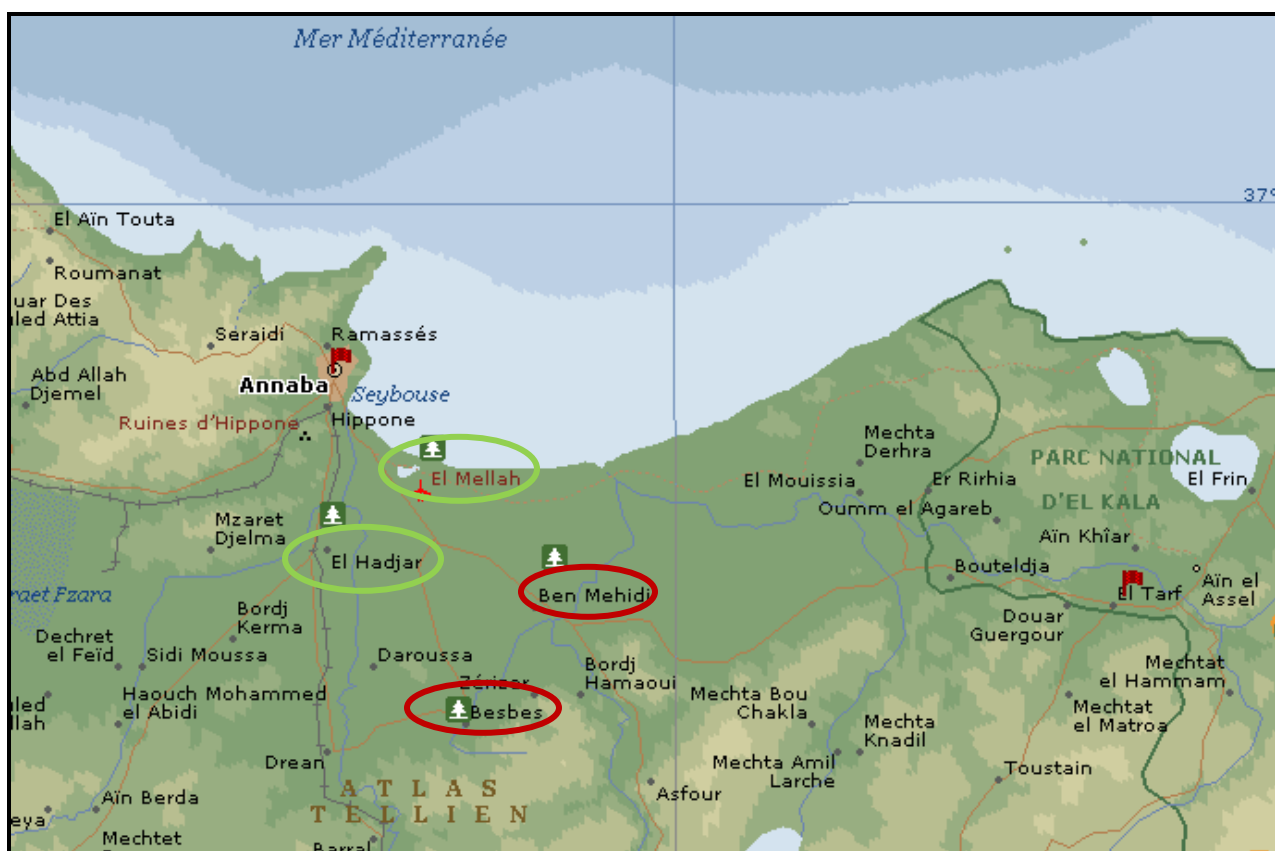 Mer Méditerranée
37°
El Aïn Touta
Roumanat
uar Des
led Attia
Seraidi
Ramassés
Abd Allah
Djemel
Annaba
Seybouse
Ruines d'Hippone
Hippone
El Mellah
Mechta
Derhra
PARC NATIONAL
D'EL KALA
El Mouissia
Er Rirhia
El Frin
Oumm el Agareb
Mzaret
Djelma
El Hadjar
Aïn Khîar
Bouteldja
Ben Mehidi
El Tarf
Aïn el
Assel
raet Fzara
Bordj
Kerma
Douar
Guergour
Dechret
el Feïd
Sidi Moussa
Daroussa
Zérizer
Bordj
Hamaoui
Mechtat
el Hammam
led
llah
Haouch Mohammed
el Abidi
Besbes
Mechta Bou
Chakla
Mechta
Knadil
Mechtat
el Matroa
Drean
Mechta Amil
Larche
Toustain
ATLAS
TELLIEN
Asfour
Aïn Berda
eya
Mechtet
Barral